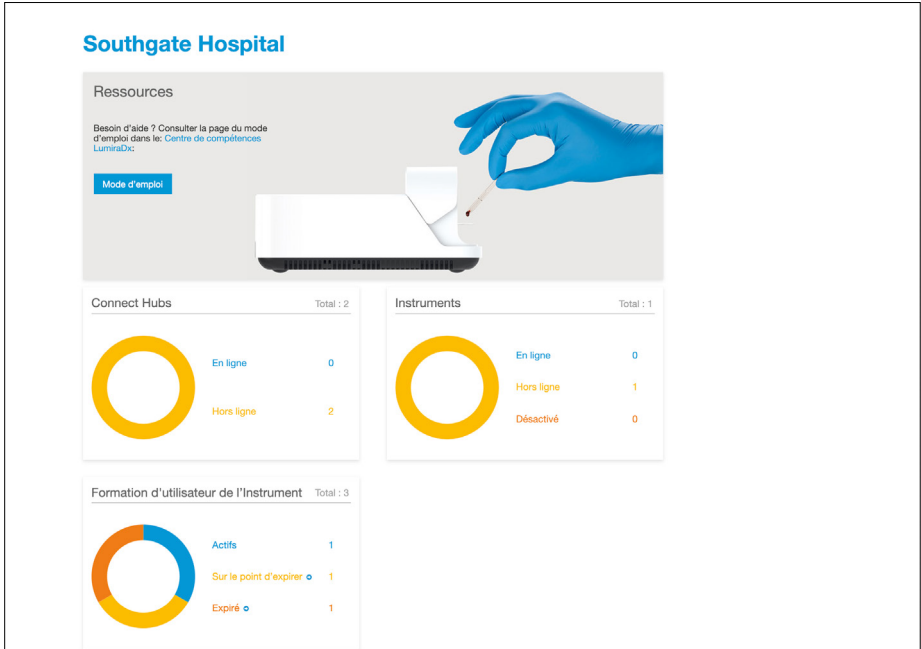 Southgate Hospital
Ressources
Besoin d'aide ? Consulter la page du mode
d'emploi dans le: Centre de compétences
LumiraDx:
Mode d'emploi
Connect Hubs Total : 2
En ligne 0
Hors ligne 2
Instruments Total : 1
En ligne 0
Hors ligne 1
Désactivé 0
Formation d'utilisateur de l'Instrument Total : 3
Actifs 1
Sur le point d'expirer 1
Expiré 1